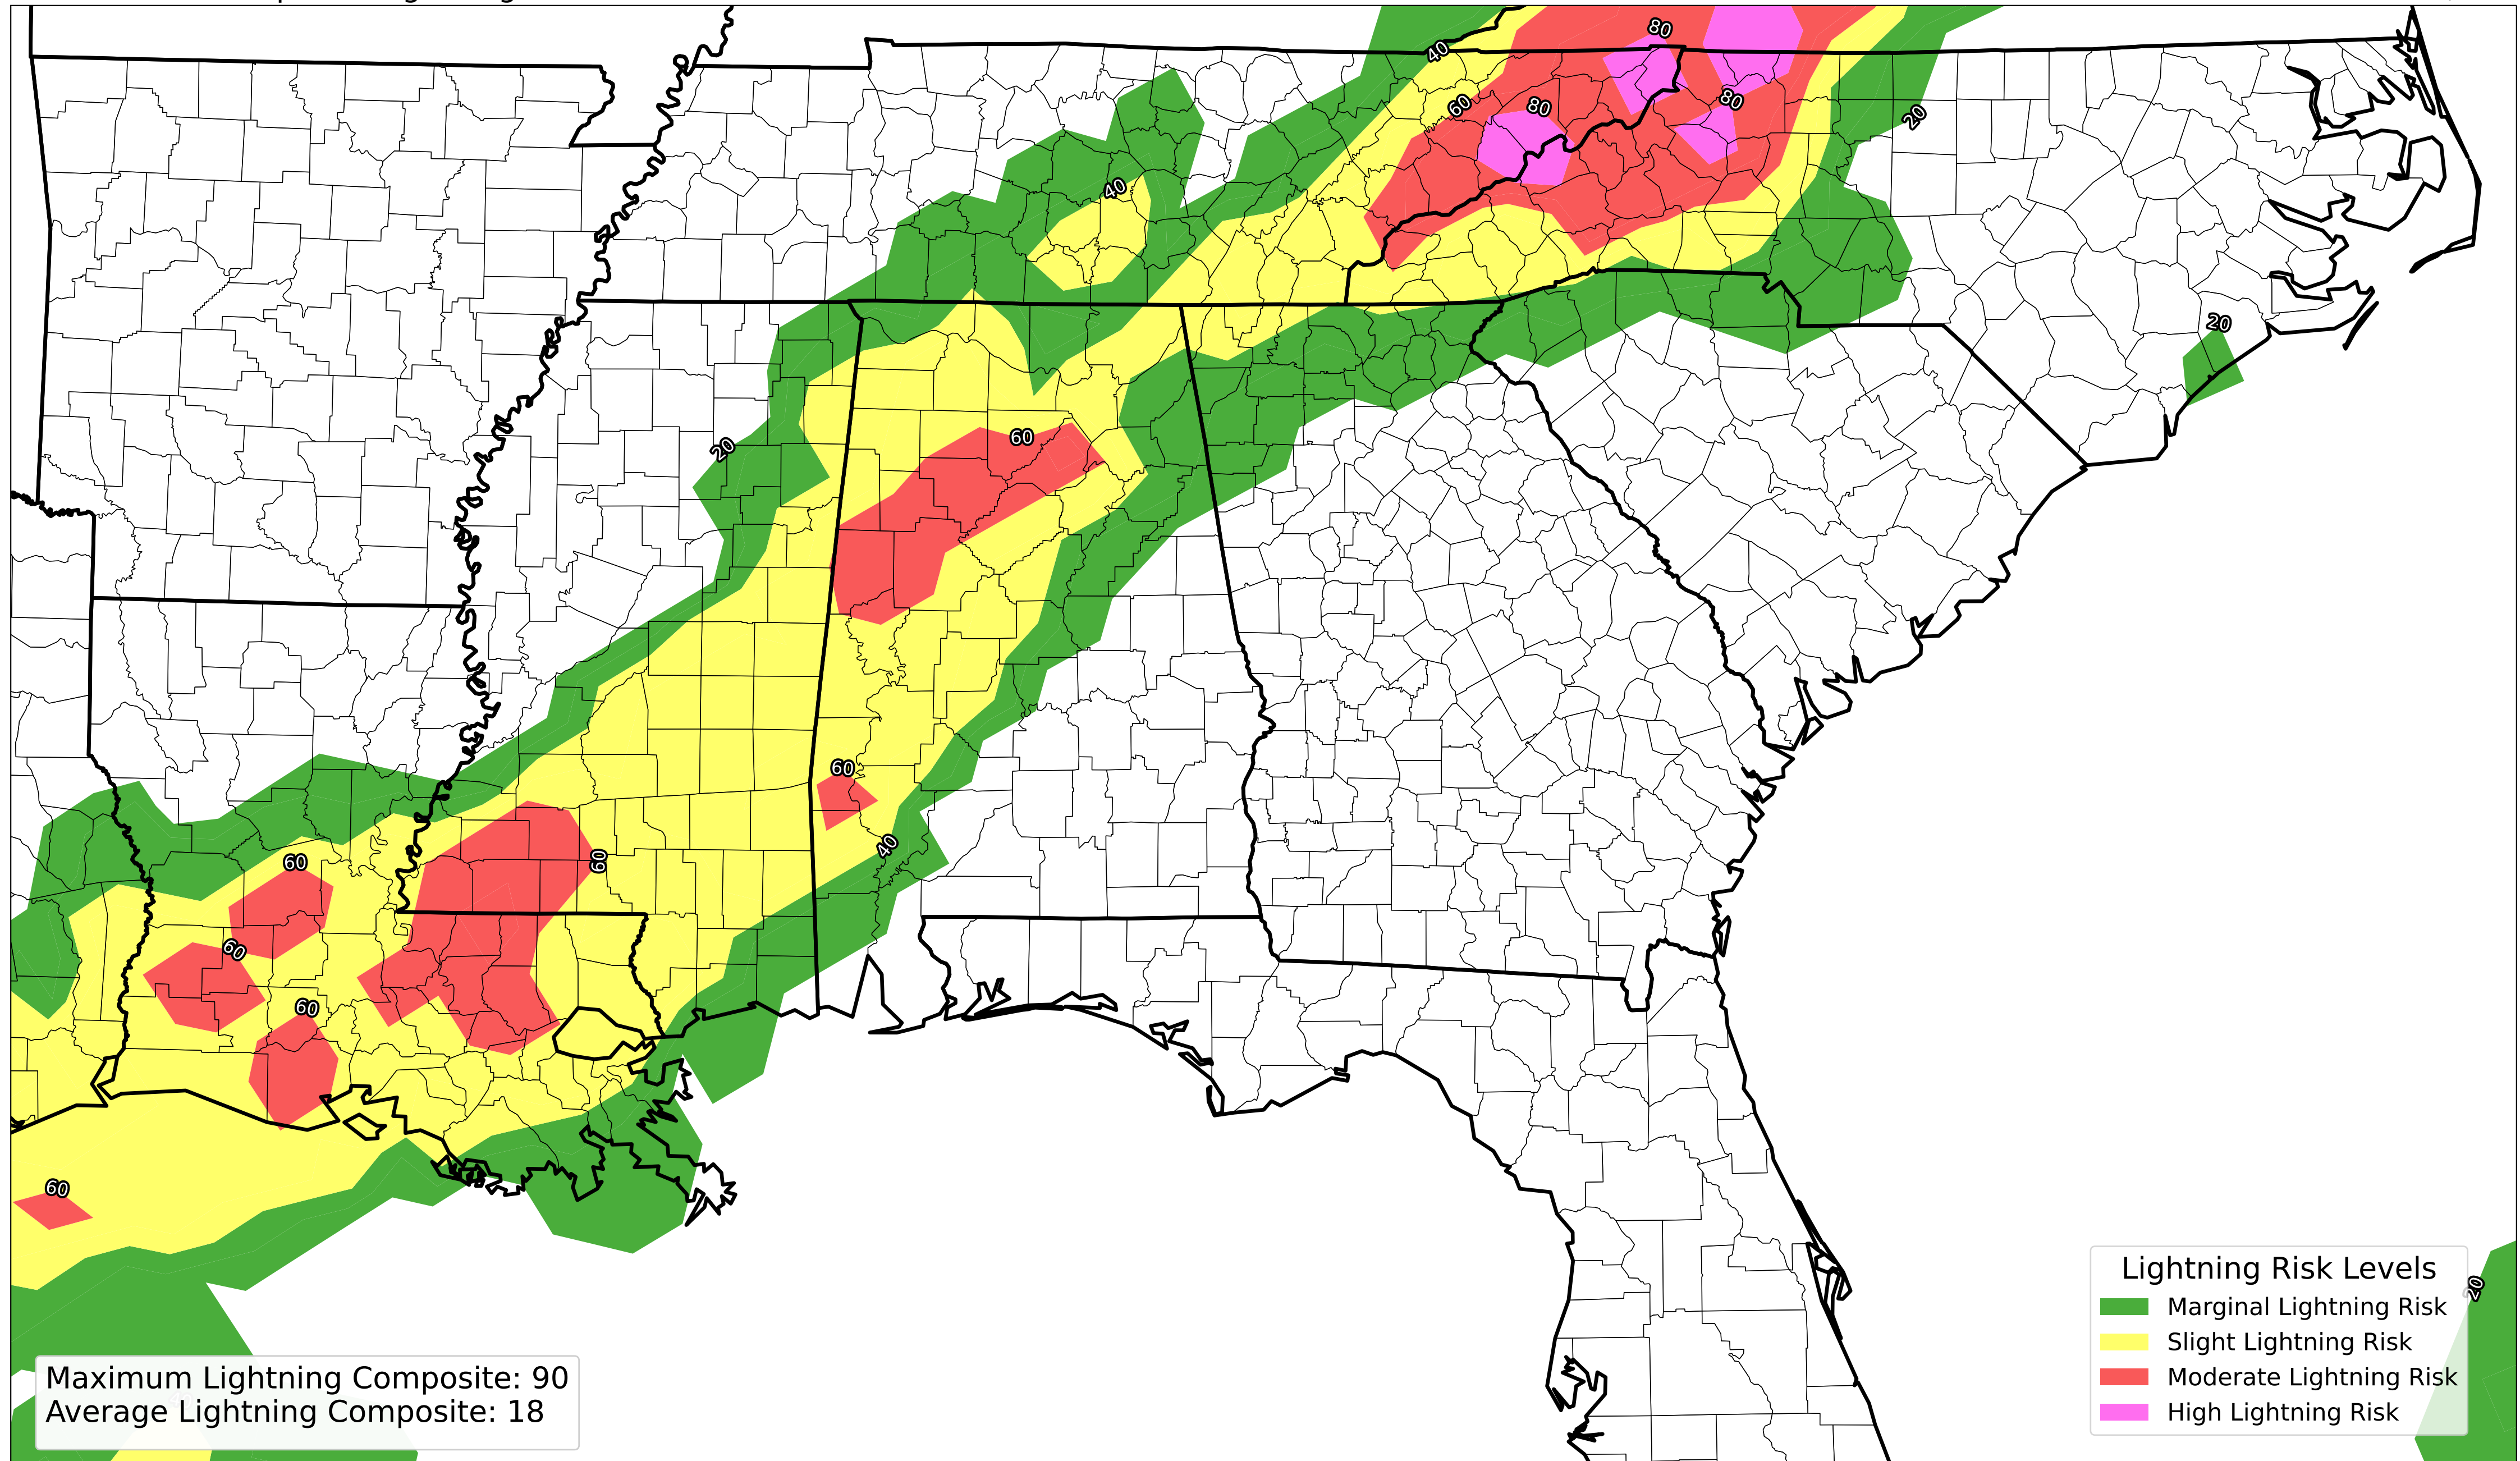 80
40
80
60
80
20
40
20
60
20
60
60
40
60
60
60
60
Lightning Risk Levels
Marginal Lightning Risk
Slight Lightning Risk
Moderate Lightning Risk
High Lightning Risk
20
Maximum Lightning Composite: 90
Average Lightning Composite: 18